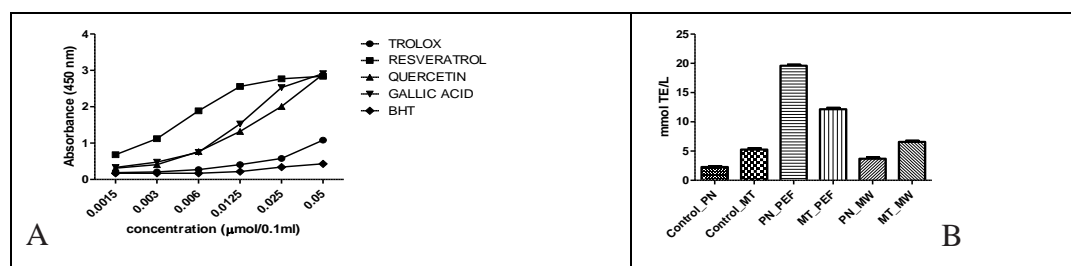 4
3
2
1
0
Absorbance (450 nm)
0.0015
0.003
0.006
0.0125
0.025
0.05
concentration (μmol/0.1ml)
TROLOX
RESVERATROL
QUERCETIN
GALLIC ACID
BHT
A
25
20
15
10
5
0
mmol TE/L
Control_PN
Control_MT
PN_PEF
MT_PEF
PN_MW
MT_MW
B